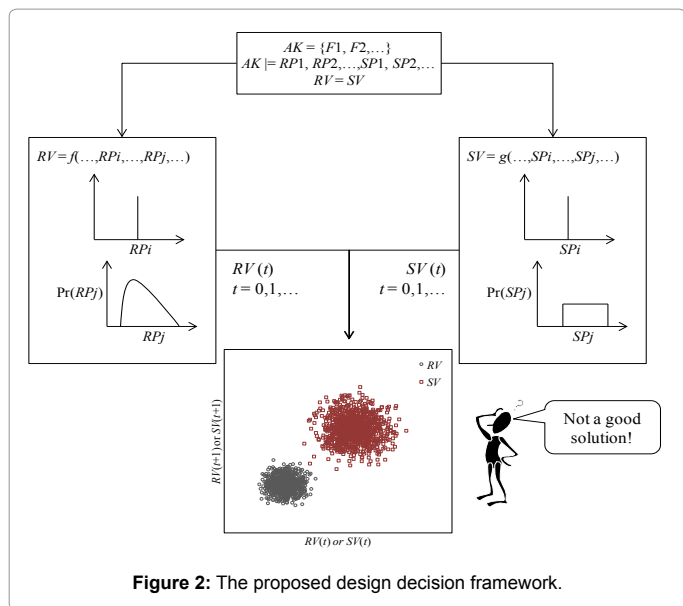 AK = {F1, F2,…}
AK |= RP1, RP2,…,SP1, SP2,…
RV = SV
RV = f(…,RPi,…,RPj,…)
RPi
Pr(RPj)
RPj
SV = g(…,SPi,…,SPj,…)
SPi
Pr(SPj)
SPj
RV(t)
t = 0,1,…
SV(t)
t = 0,1,…
RV
SV
RV(t+1) or SV(t+1)
RV(t) or SV(t)
?
Not a good
solution!
Figure 2: The proposed design decision framework.